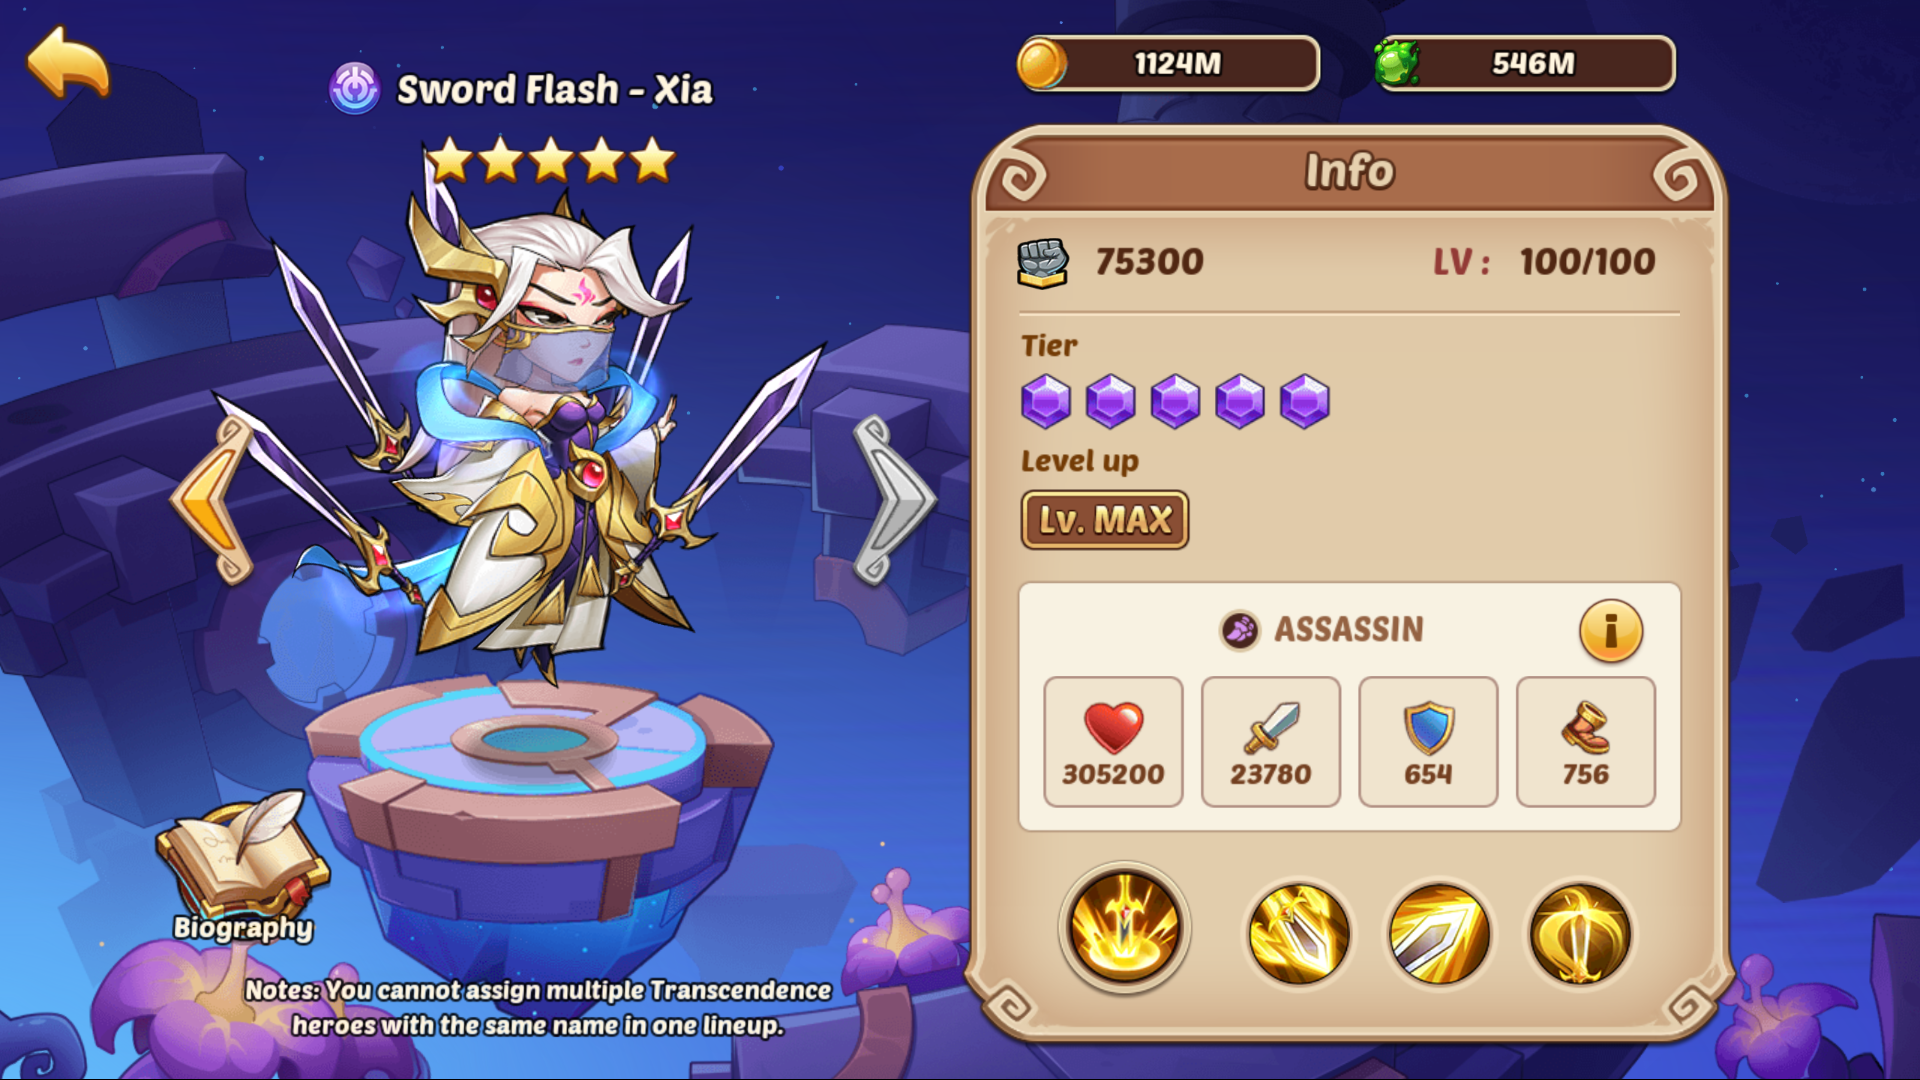 Sword Flash - Xia
1124M
546M
Info
75300
LV : 100/100
Tier
Level up
Lv. MAX
ASSASSIN
305200
23780
654
756
Biography
Notes: You cannot assign multiple Transcendence
heroes with the same name in one lineup.